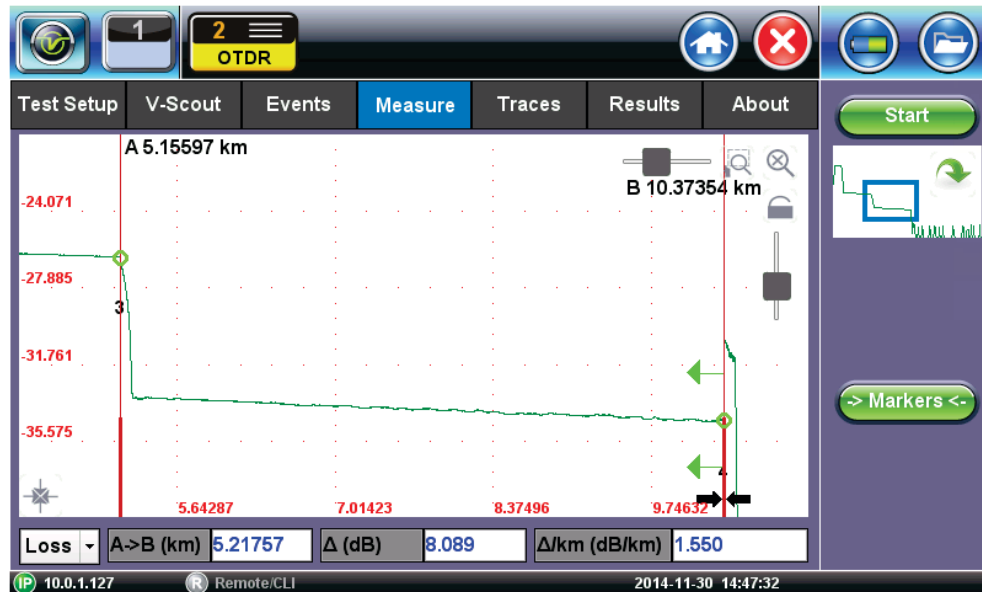 1
2
OTDR
Test Setup V-Scout Events Measure Traces Results About
Start
A 5.15597 km
B 10.37354 km
-24.071
-27.885
3
-31.761
-> Markers <-
-35.575
4
5.64287 7.01423 8.37496 9.74632
Loss A->B (km) 5.21757 Δ (dB) 8.089 Δ/km (dB/km) 1.550
IP 10.0.1.127 R Remote/CLI 2014-11-30 14:47:32